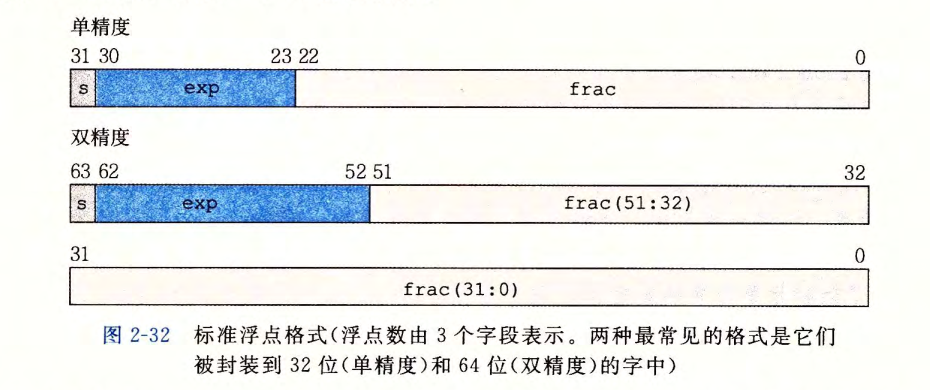 单精度
31 30 23 22 0
s exp frac
双精度
63 62 52 51 32
s exp frac(51:32)
31 0
frac(31:0)
图 2-32 标准浮点格式(浮点数由 3 个字段表示。两种最常见的格式是它们
被封装到 32 位(单精度)和 64 位(双精度)的字中)